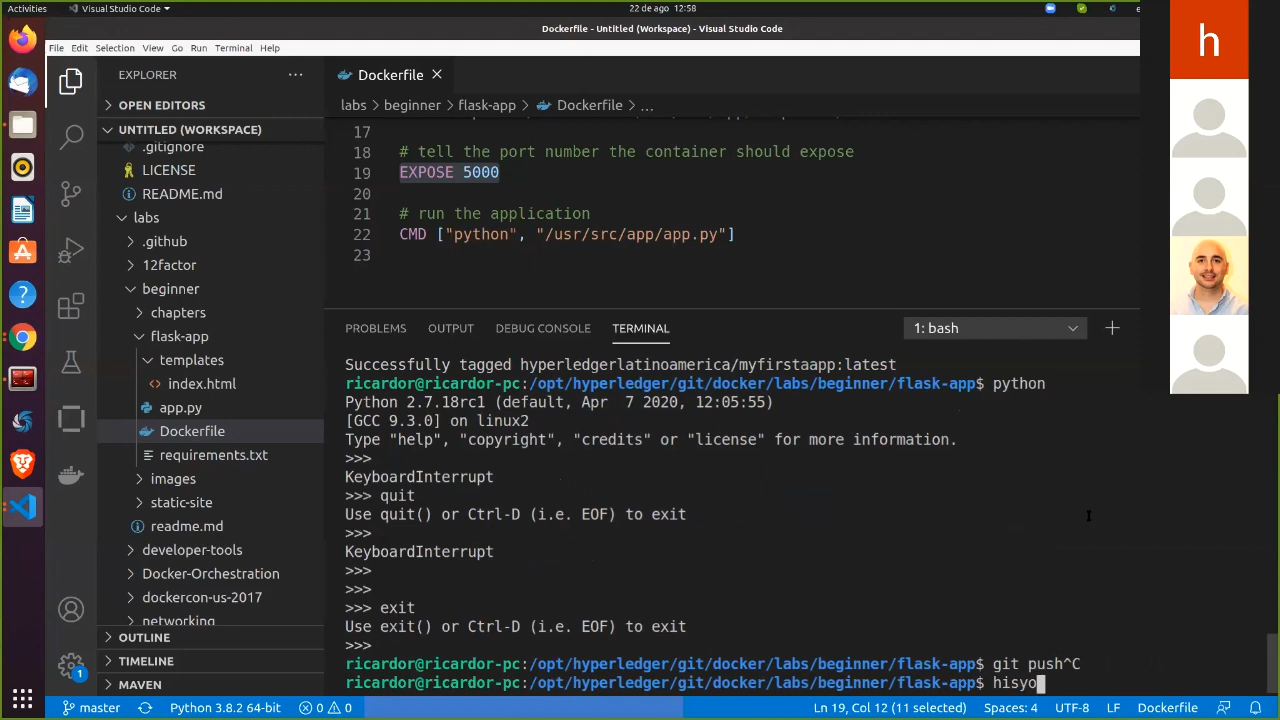 Activities
Visual Studio Code
22 de ago 12:58
Dockerfile - Untitled (Workspace) - Visual Studio Code
File Edit Selection View Go Run Terminal Help
h
EXPLORER
OPEN EDITORS
UNTITLED (WORKSPACE)
.gitignore
LICENSE
README.md
labs
.github
12factor
beginner
chapters
flask-app
templates
index.html
app.py
Dockerfile
requirements.txt
images
static-site
readme.md
developer-tools
Docker-Orchestration
dockercon-us-2017
networking
OUTLINE
TIMELINE
MAVEN
1
Dockerfile
labs > beginner > flask-app > Dockerfile > ...
17
18 # tell the port number the container should expose
19 EXPOSE 5000
20
21 # run the application
22 CMD ["python", "/usr/src/app/app.py"]
23
PROBLEMS OUTPUT DEBUG CONSOLE TERMINAL 1: bash
Successfully tagged hyperledgerlatinoamerica/myfirstaapp:latest
ricardor@ricardor-pc:/opt/hyperledger/git/docker/labs/beginner/flask-app$ python
Python 2.7.18rc1 (default, Apr  7 2020, 12:05:55)
[GCC 9.3.0] on linux2
Type "help", "copyright", "credits" or "license" for more information.
>>>
KeyboardInterrupt
>>> quit
Use quit() or Ctrl-D (i.e. EOF) to exit
>>>
KeyboardInterrupt
>>>
>>>
>>> exit
Use exit() or Ctrl-D (i.e. EOF) to exit
>>>
ricardor@ricardor-pc:/opt/hyperledger/git/docker/labs/beginner/flask-app$ git push^C
ricardor@ricardor-pc:/opt/hyperledger/git/docker/labs/beginner/flask-app$ hisyo
master Python 3.8.2 64-bit 0 0 Ln 19, Col 12 (11 selected) Spaces: 4 UTF-8 LF Dockerfile